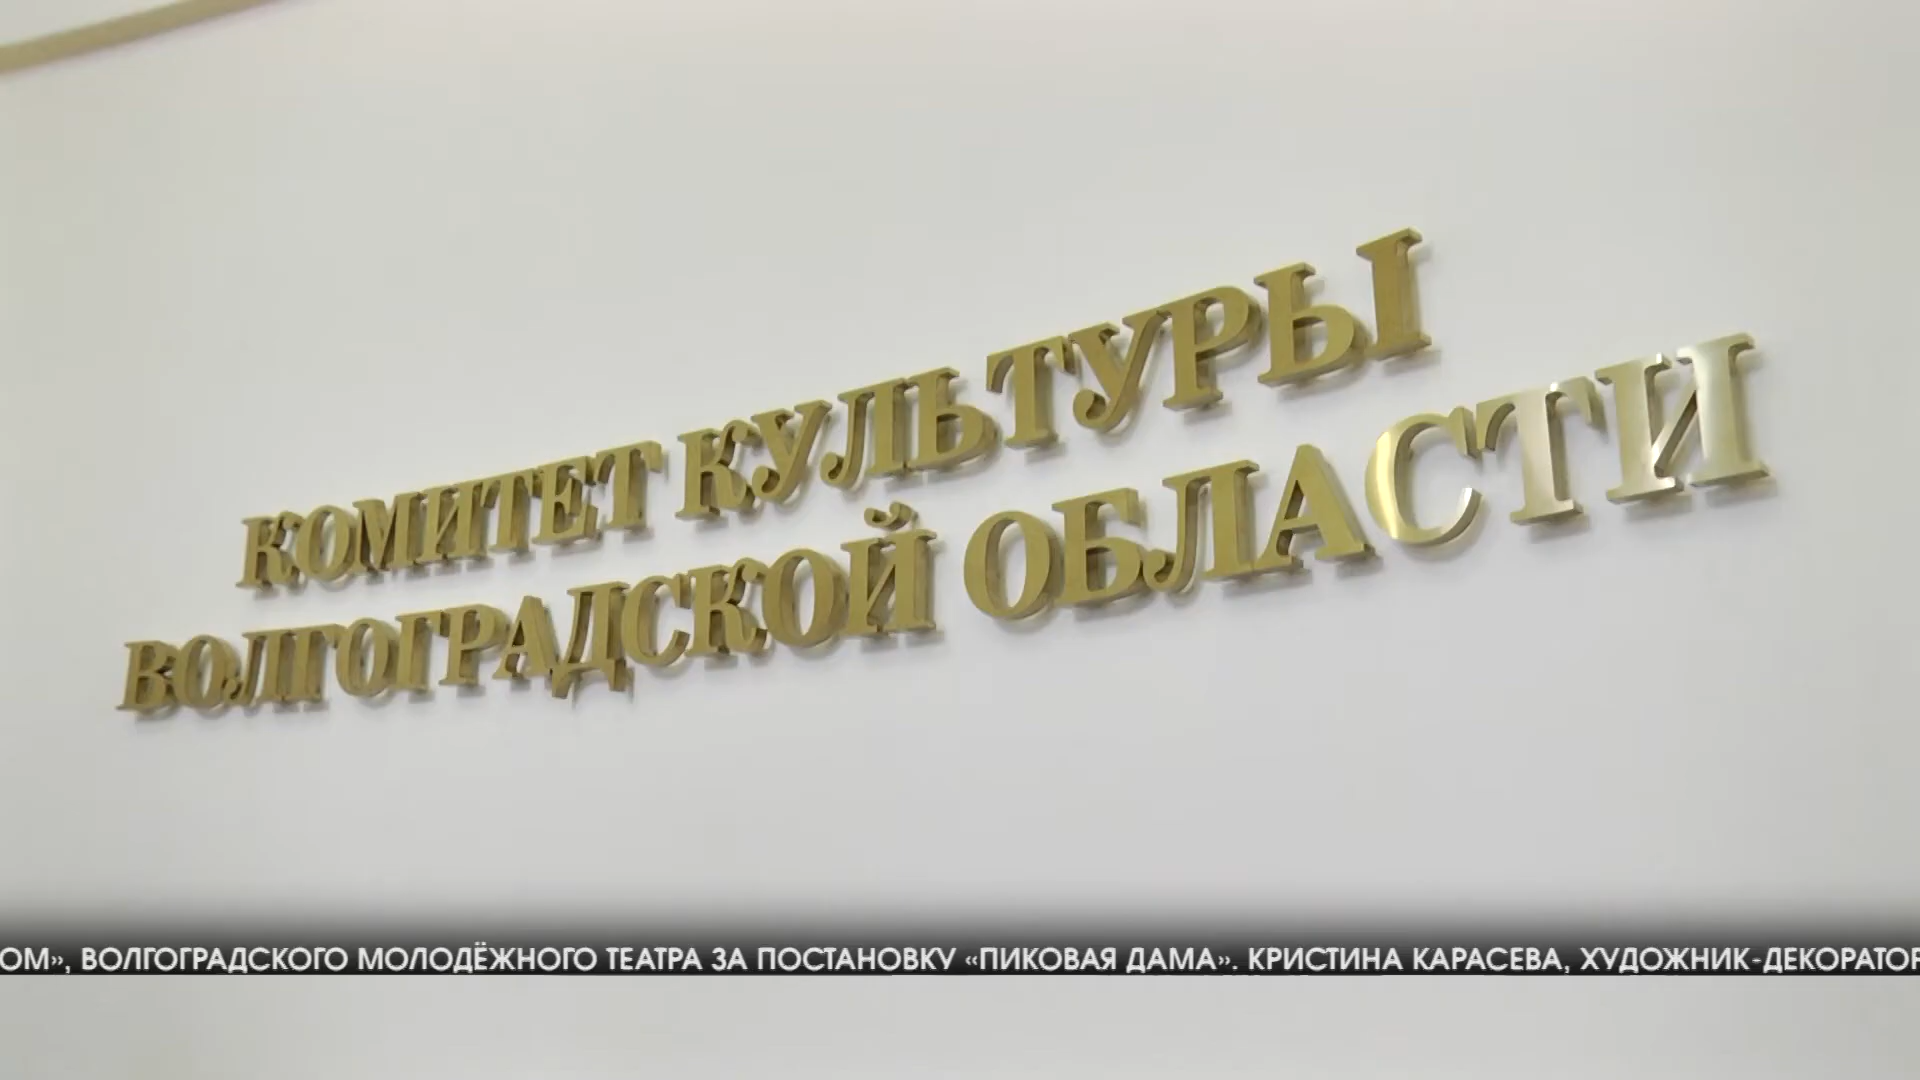 КОМИТЕТ КУЛЬТУРЫ
ВОЛГОГРАДСКОЙ ОБЛАСТИ
ОМ», ВОЛГОГРАДСКОГО МОЛОДЁЖНОГО ТЕАТРА ЗА ПОСТАНОВКУ «ПИКОВАЯ ДАМА». КРИСТИНА КАРАСЕВА, ХУДОЖНИК-ДЕКОРАТОР